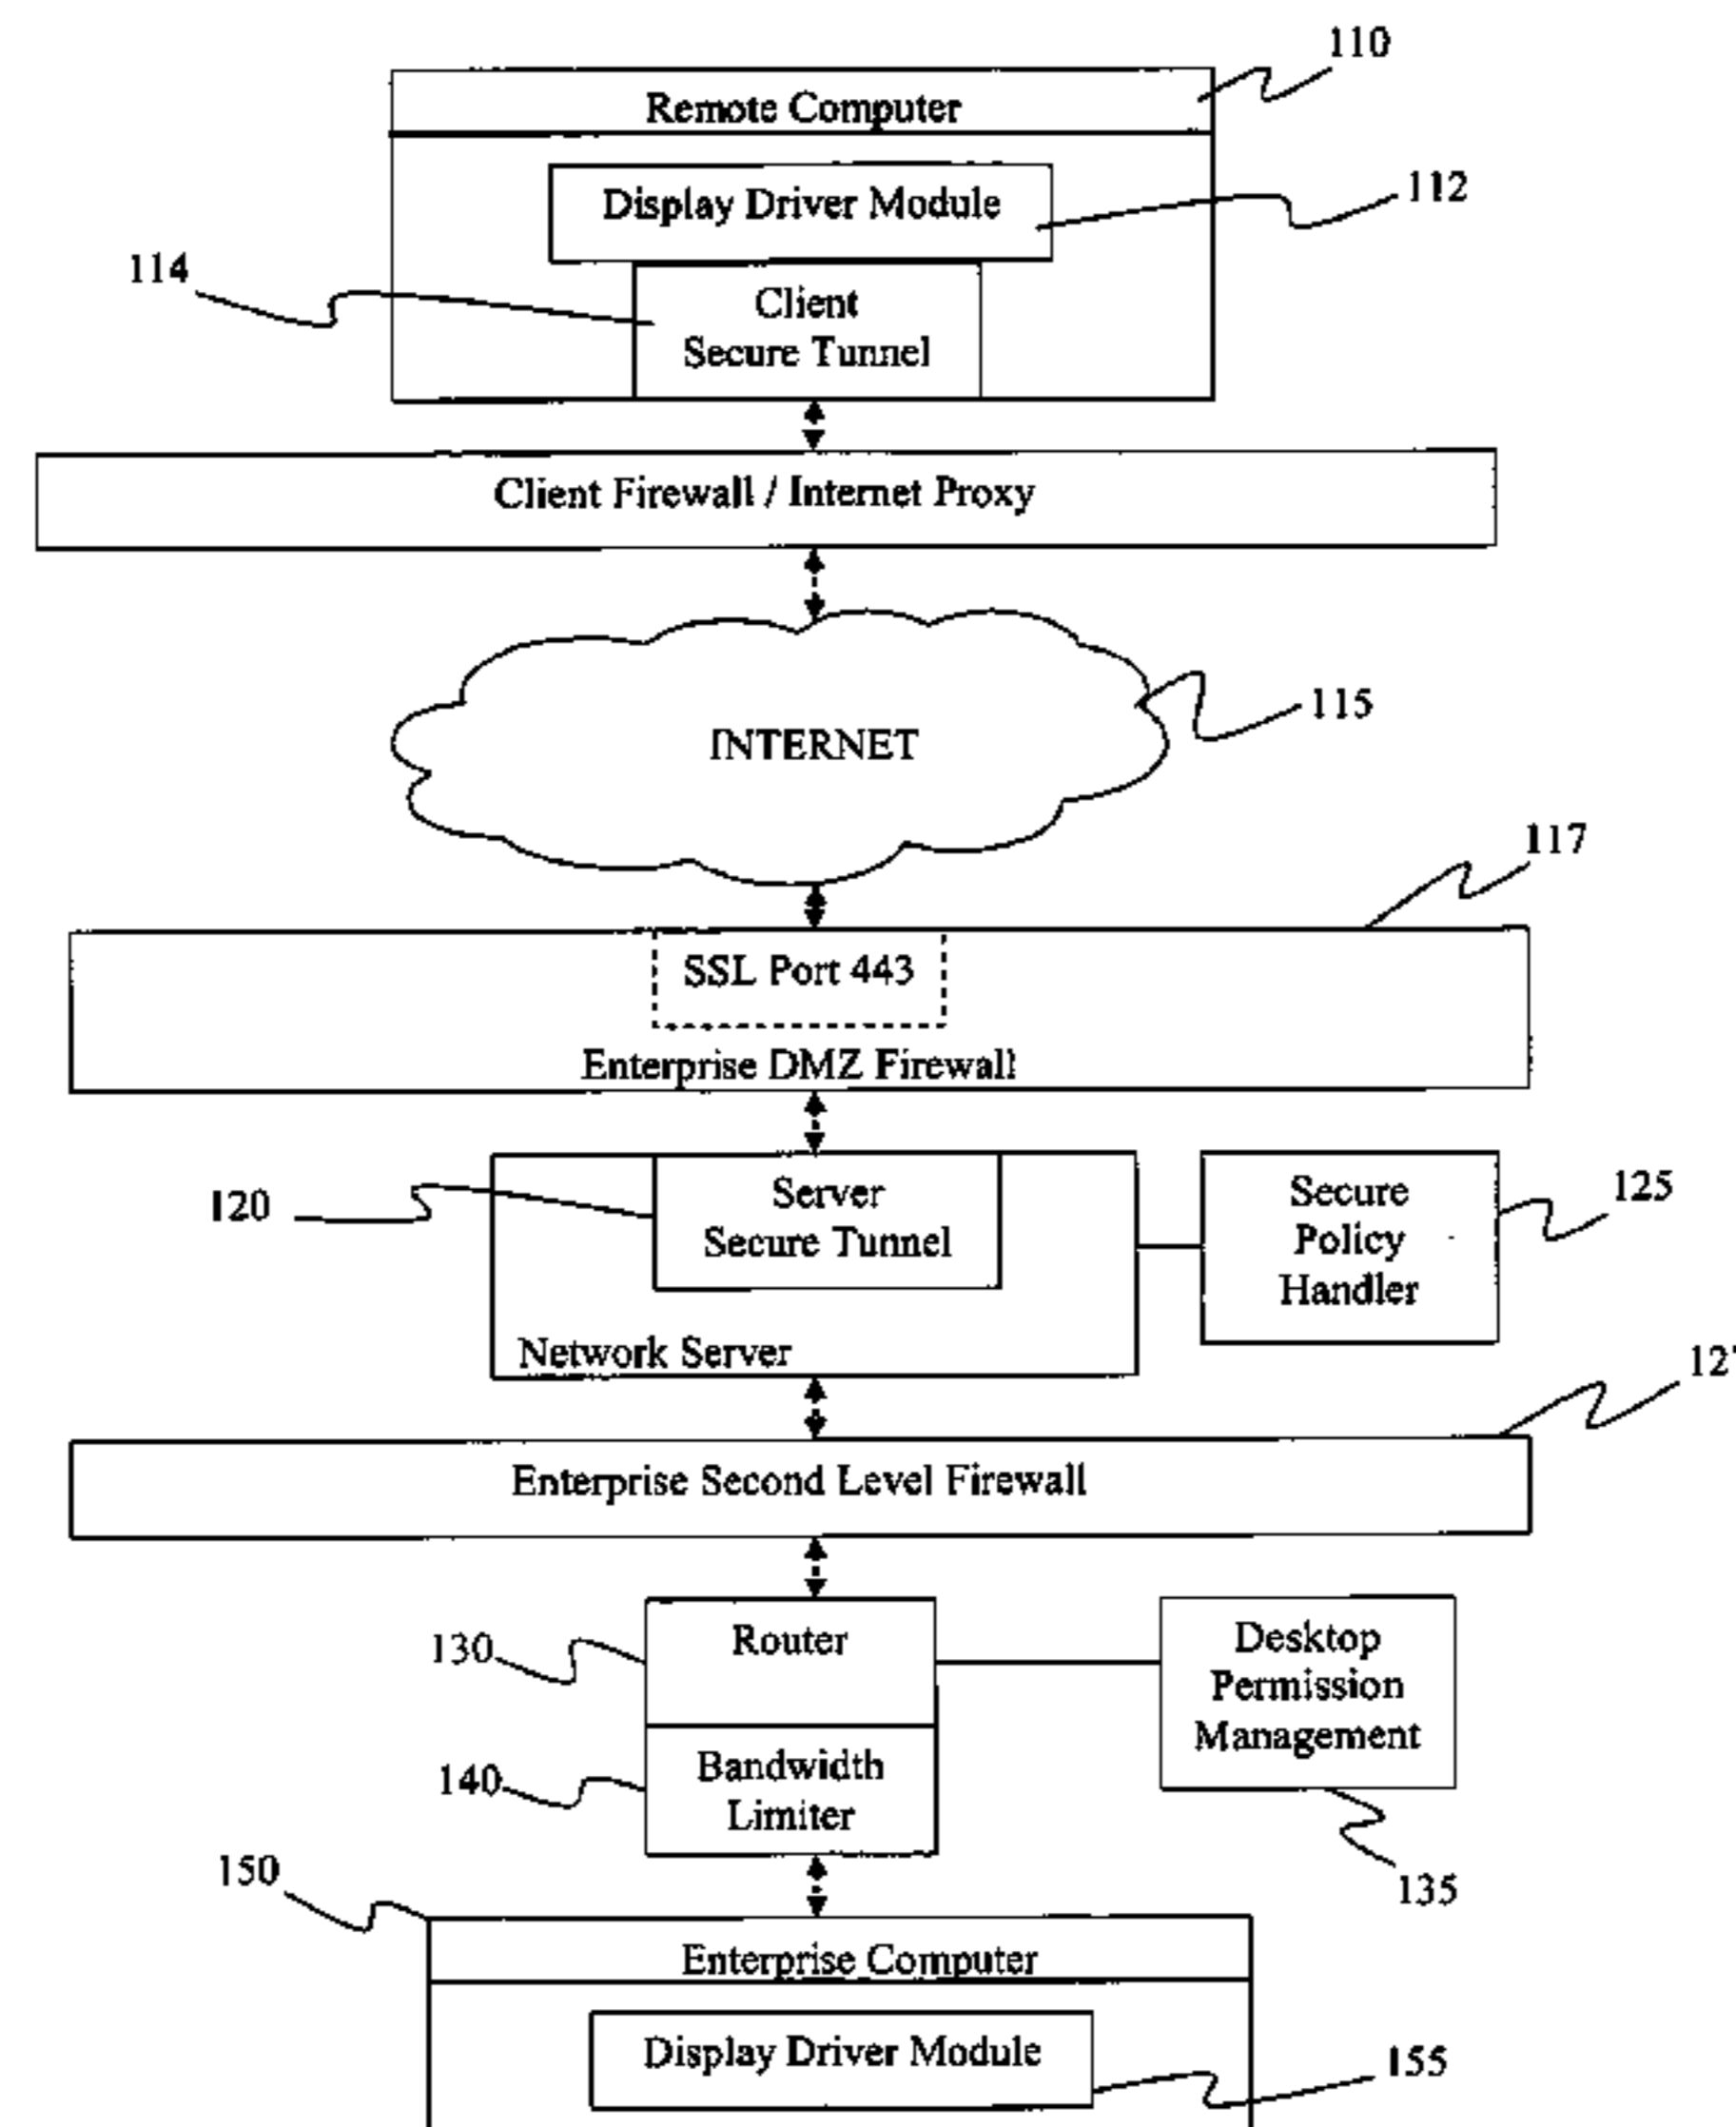 110
Remote Computer
Display Driver Module
112
114
Client
Secure Tunnel
Client Firewall / Internet Proxy
INTERNET
115
117
SSL Port 443
Enterprise DMZ Firewall
120
Server
Secure Tunnel
Secure
Policy
Handler
125
Network Server
Enterprise Second Level Firewall
130
Router
Desktop
Permission
Management
140
Bandwidth
Limiter
135
150
Enterprise Computer
Display Driver Module
155